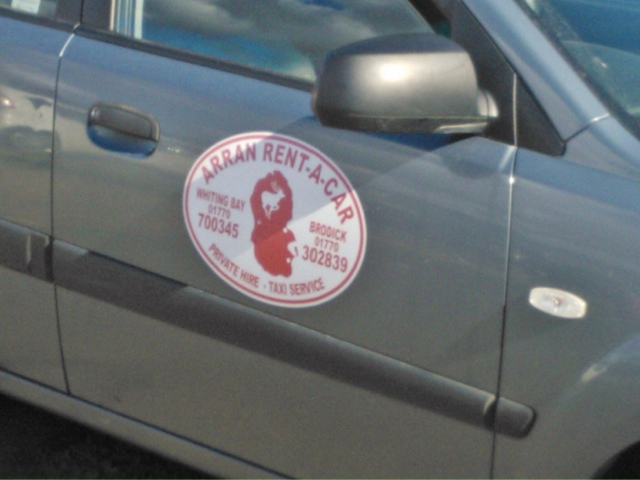 ARRAN RENT-A-CAR
WHITING BAY
01770
700345
BRODICK
01770
302839
PRIVATE HIRE - TAXI SERVICE